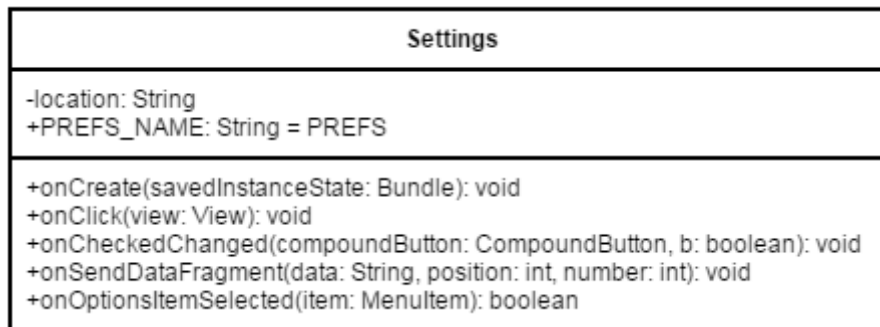 Settings
-location: String
+PREFS_NAME: String = PREFS
+onCreate(savedInstanceState: Bundle): void
+onClick(view: View): void
+onCheckedChanged(compoundButton: CompoundButton, b: boolean): void
+onSendDataFragment(data: String, position: int, number: int): void
+onOptionsItemSelected(item: MenuItem): boolean